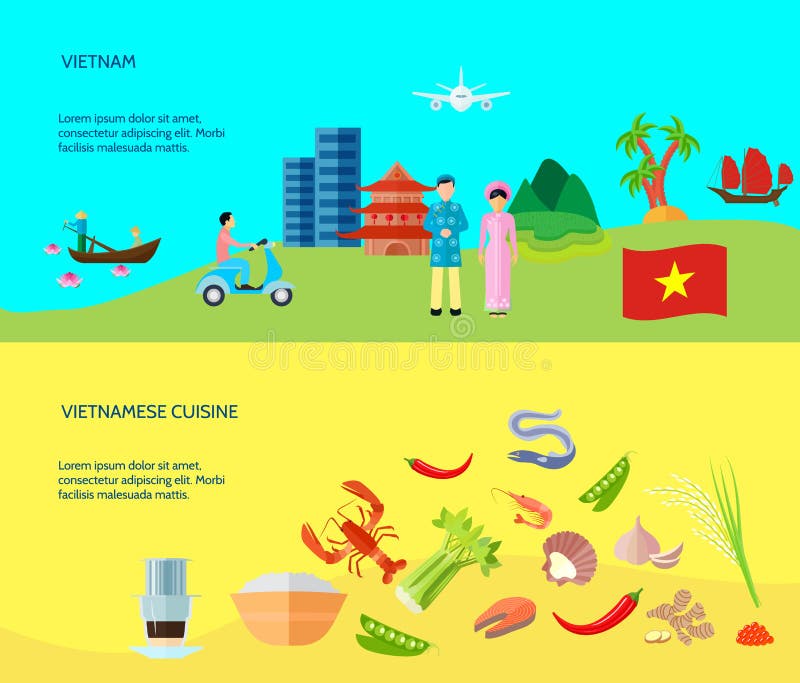 VIETNAM
Lorem ipsum dolor sit amet,
consectetur adipiscing elit. Morbi
facilisis malesuada mattis.
dreamstime
VIETNAMESE CUISINE
Lorem ipsum dolor sit amet,
consectetur adipiscing elit. Morbi
facilisis malesuada mattis.